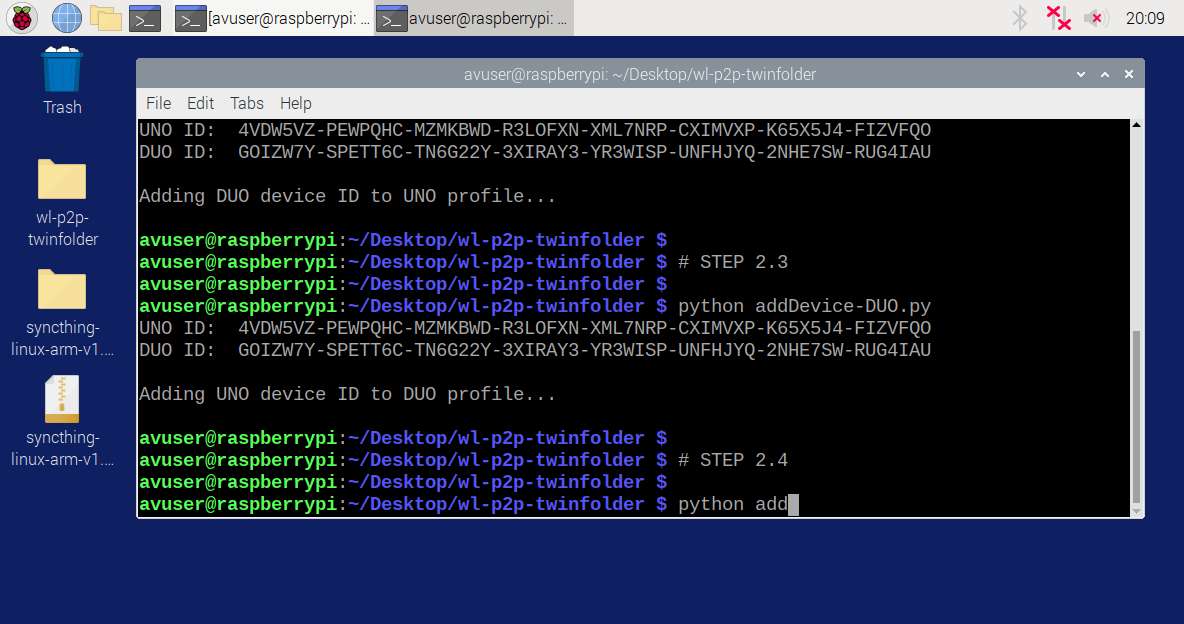 [avuser@raspberrypi: ...
avuser@raspberrypi: ...
20:09
Trash
wl-p2p-
twinfolder
syncthing-
linux-arm-v1....
syncthing-
linux-arm-v1....
avuser@raspberrypi: ~/Desktop/wl-p2p-twinfolder
File Edit Tabs Help
UNO ID:  4VDW5VZ-PEWPQHC-MZMKBWD-R3LOFXN-XML7NRP-CXIMVXP-K65X5J4-FIZVFQO
DUO ID:  GOIZW7Y-SPETT6C-TN6G22Y-3XIRAY3-YR3WISP-UNFHJYQ-2NHE7SW-RUG4IAU
Adding DUO device ID to UNO profile...
avuser@raspberrypi:~/Desktop/wl-p2p-twinfolder $
avuser@raspberrypi:~/Desktop/wl-p2p-twinfolder $ # STEP 2.3
avuser@raspberrypi:~/Desktop/wl-p2p-twinfolder $
avuser@raspberrypi:~/Desktop/wl-p2p-twinfolder $ python addDevice-DUO.py
UNO ID:  4VDW5VZ-PEWPQHC-MZMKBWD-R3LOFXN-XML7NRP-CXIMVXP-K65X5J4-FIZVFQO
DUO ID:  GOIZW7Y-SPETT6C-TN6G22Y-3XIRAY3-YR3WISP-UNFHJYQ-2NHE7SW-RUG4IAU
Adding UNO device ID to DUO profile...
avuser@raspberrypi:~/Desktop/wl-p2p-twinfolder $
avuser@raspberrypi:~/Desktop/wl-p2p-twinfolder $ # STEP 2.4
avuser@raspberrypi:~/Desktop/wl-p2p-twinfolder $
avuser@raspberrypi:~/Desktop/wl-p2p-twinfolder $ python add